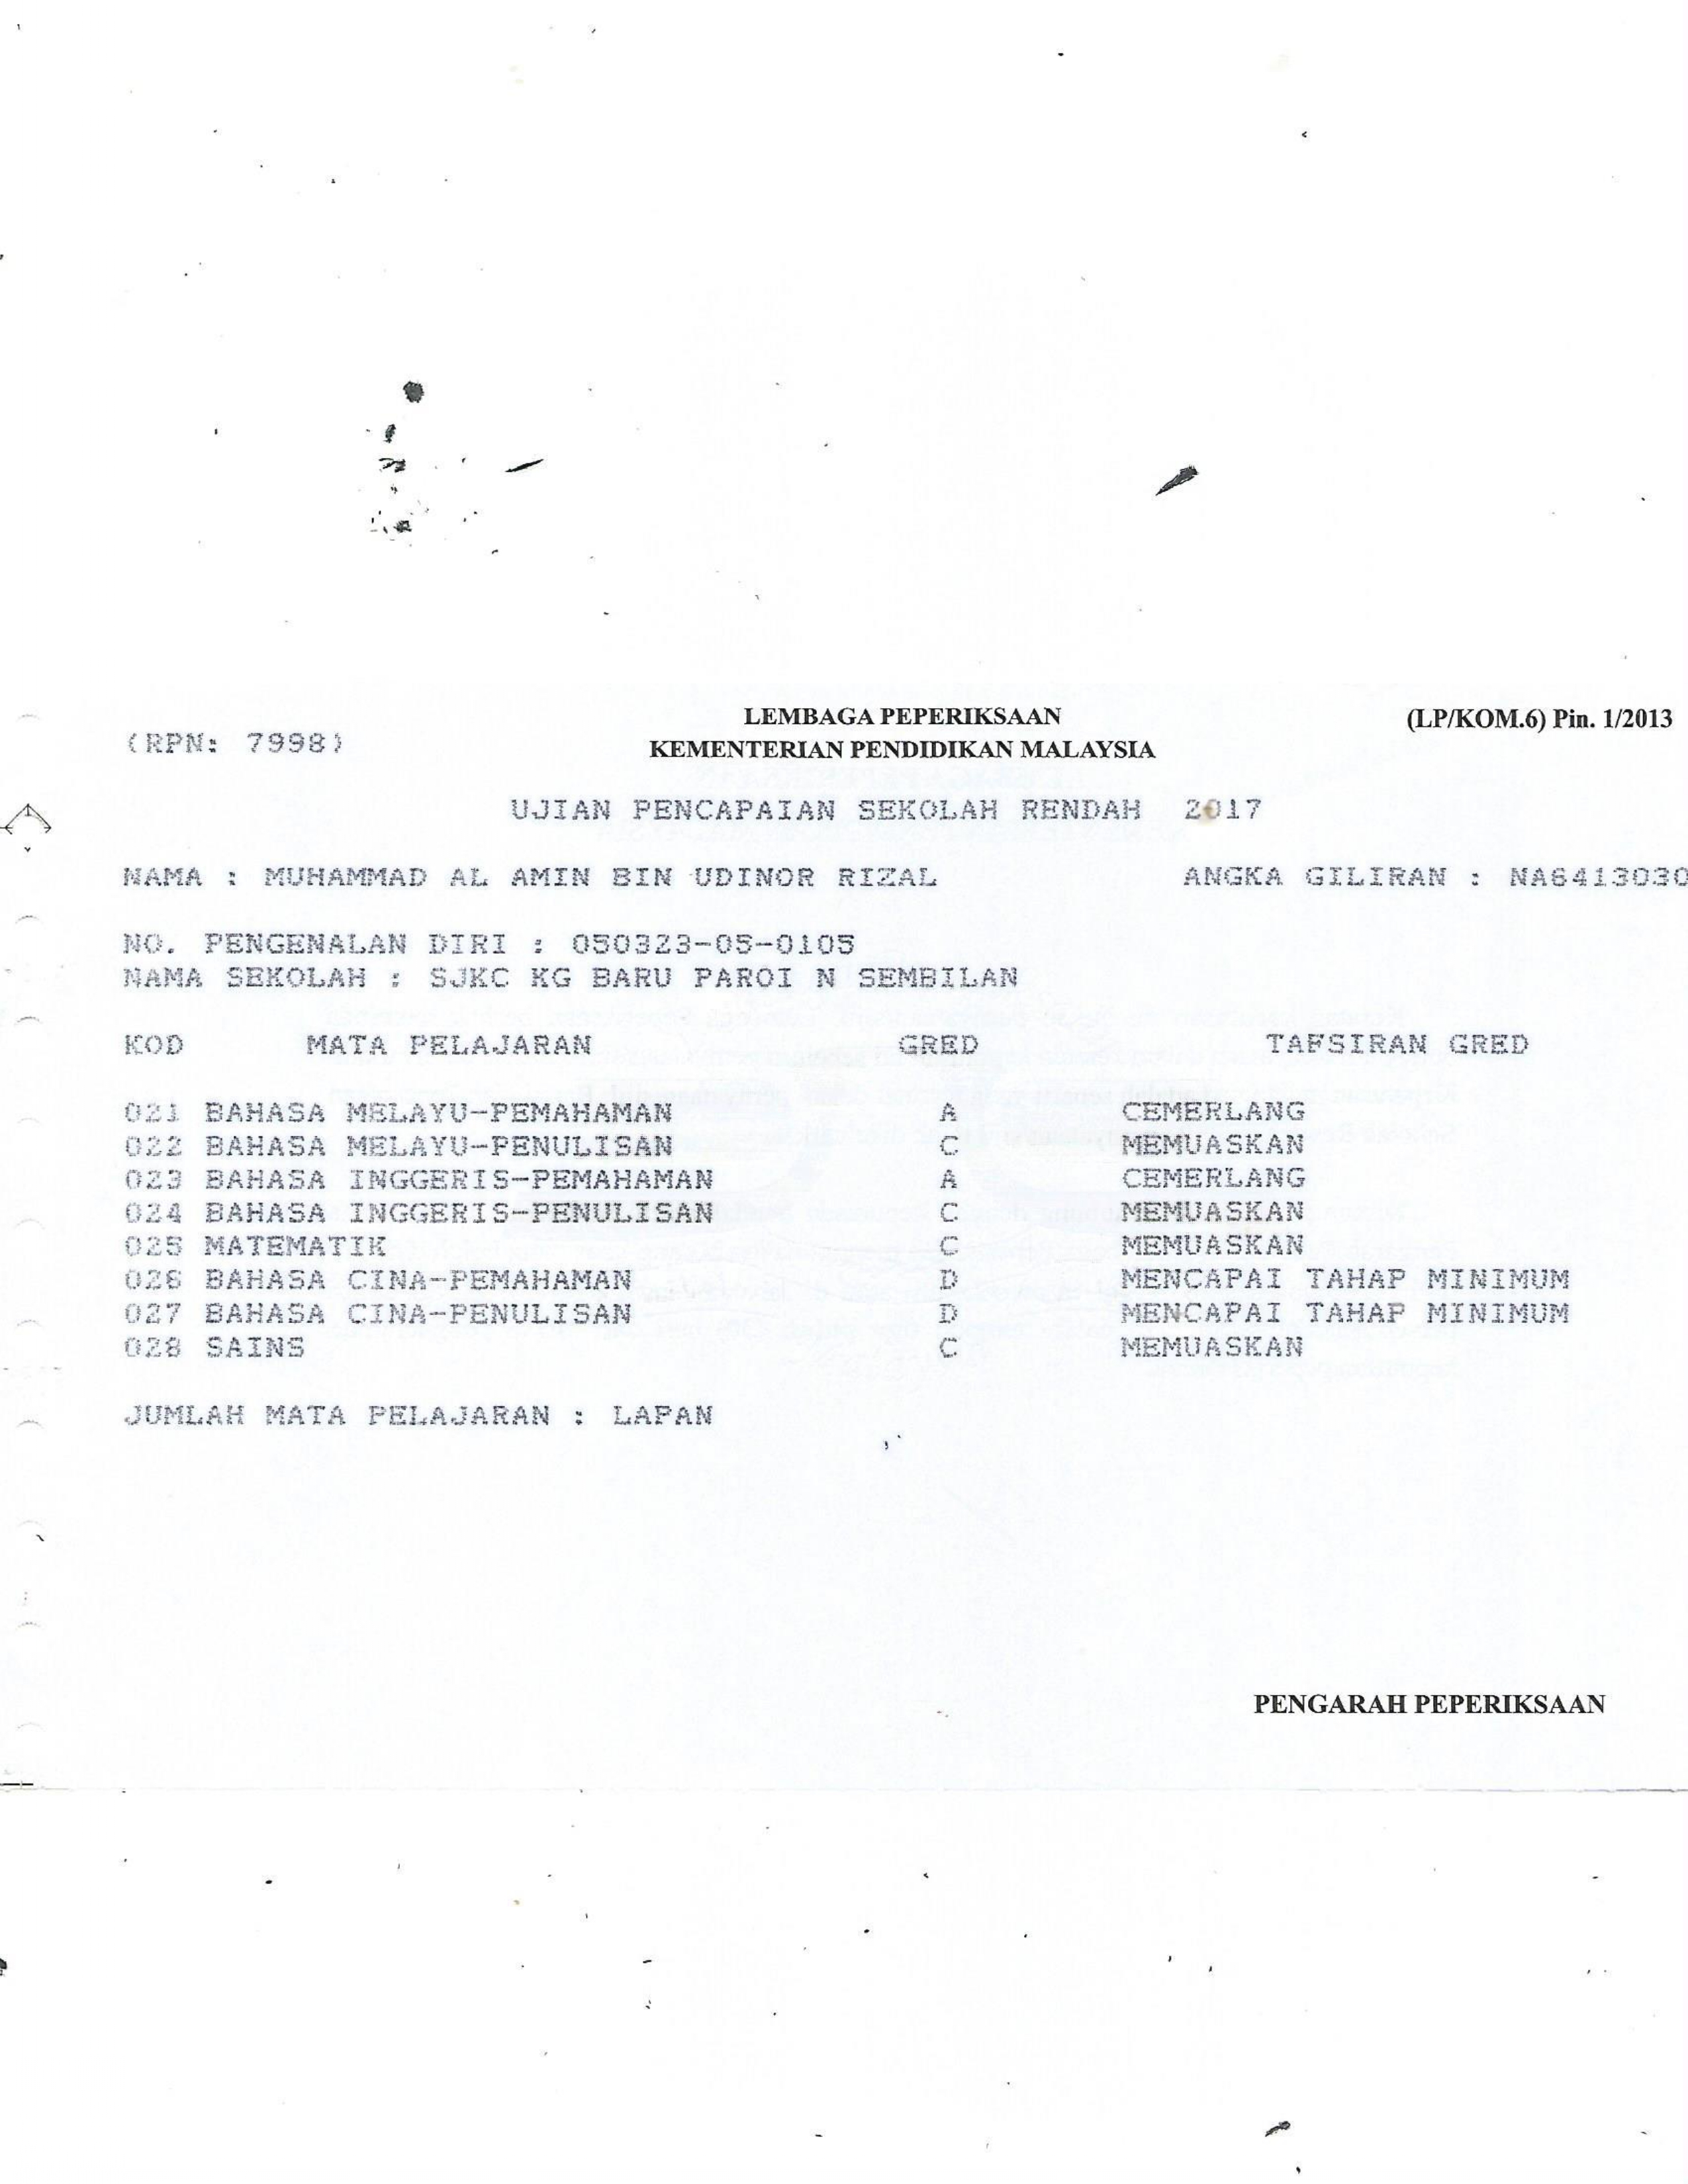 LEMBAGA PEPERIKSAAN (LP/KOM.6) Pin. 1/2013
(RPN: 7998) KEMENTERIAN PENDIDIKAN MALAYSIA
UJIAN PENCAPAIAN SEKOLAH RENDAH 2017
NAMA : MUHAMMAD AL AMIN BIN UDINOR RIZAL ANGKA GILIRAN : NA6413030
NO. PENGENALAN DIRI : 050323-05-0105
NAMA SEKOLAH : SJKC KG BARU PAROI N SEMBILAN
KOD MATA PELAJARAN GRED TAFSIRAN GRED
021 BAHASA MELAYU-PEMAHAMAN A CEMERLANG
022 BAHASA MELAYU-PENULISAN C MEMUASKAN
023 BAHASA INGGERIS-PEMAHAMAN A CEMERLANG
024 BAHASA INGGERIS-PENULISAN C MEMUASKAN
025 MATEMATIK C MEMUASKAN
026 BAHASA CINA-PEMAHAMAN D MENCAPAI TAHAP MINIMUM
027 BAHASA CINA-PENULISAN D MENCAPAI TAHAP MINIMUM
028 SAINS C MEMUASKAN
JUMLAH MATA PELAJARAN : LAPAN
PENGARAH PEPERIKSAAN